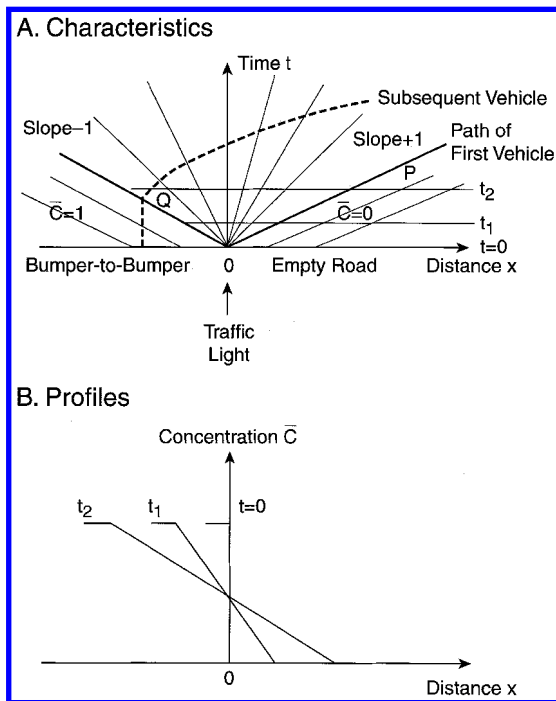 A. Characteristics
Time t
Subsequent Vehicle
Slope–1
Slope+1
Path of
First Vehicle
P
Q
t2
C̅=1
C̅=0
t1
t=0
Bumper-to-Bumper
0
Empty Road
Distance x
Traffic
Light
B. Profiles
Concentration C̅
t2
t1
t=0
0
Distance x